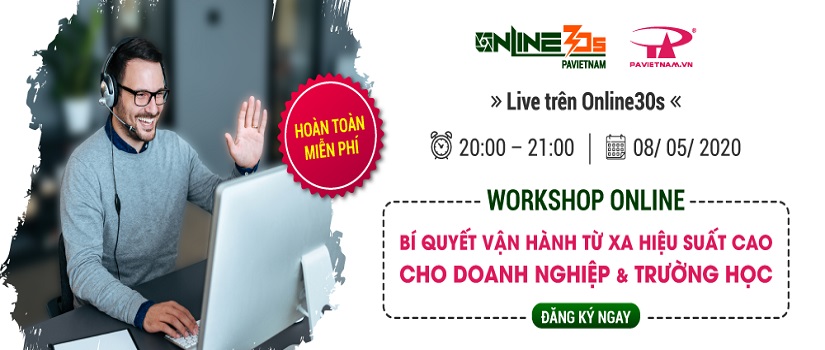 ONLINE30s
PAVIETNAM
PA
®
PAVIETNAM.VN
» Live trên Online30s «
20:00 – 21:00
08/ 05/ 2020
HOÀN TOÀN
MIỄN PHÍ
WORKSHOP ONLINE
BÍ QUYẾT VẬN HÀNH TỪ XA HIỆU SUẤT CAO
CHO DOANH NGHIỆP & TRƯỜNG HỌC
ĐĂNG KÝ NGAY